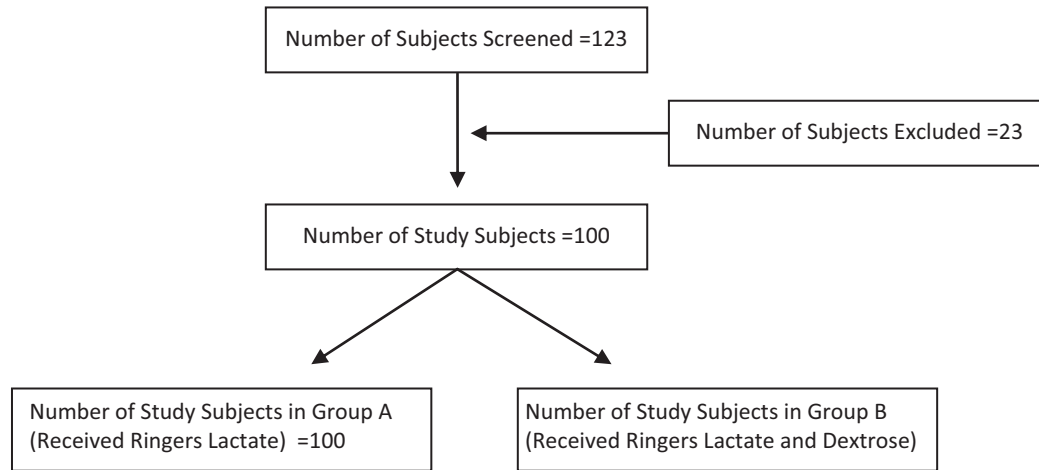 Number of Subjects Screened =123
Number of Subjects Excluded =23
Number of Study Subjects =100
Number of Study Subjects in Group A
(Received Ringers Lactate) =100
Number of Study Subjects in Group B
(Received Ringers Lactate and Dextrose)